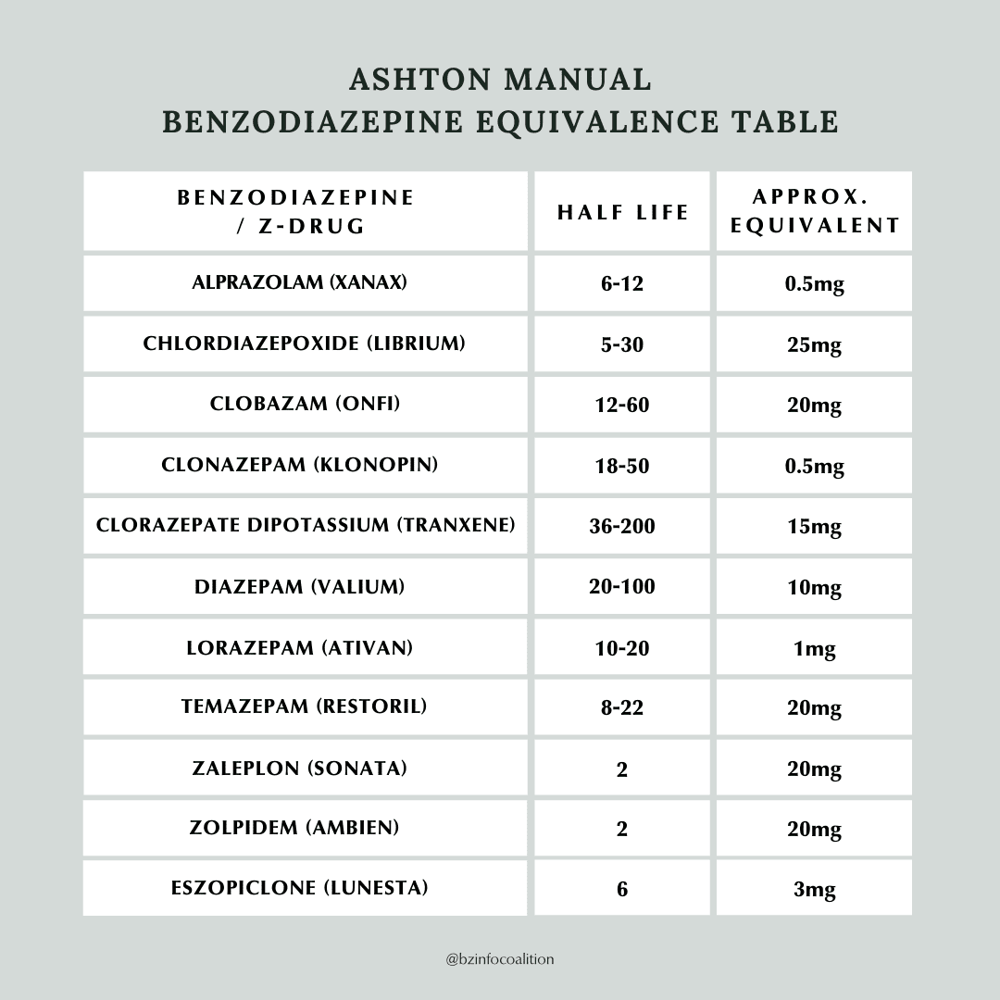 ASHTON MANUAL
BENZODIAZEPINE EQUIVALENCE TABLE
BENZODIAZEPINE / Z-DRUG HALF LIFE APPROX. EQUIVALENT
ALPRAZOLAM (XANAX) 6-12 0.5mg
CHLORDIAZEPOXIDE (LIBRIUM) 5-30 25mg
CLOBAZAM (ONFI) 12-60 20mg
CLONAZEPAM (KLONOPIN) 18-50 0.5mg
CLORAZEPATE DIPOTASSIUM (TRANXENE) 36-200 15mg
DIAZEPAM (VALIUM) 20-100 10mg
LORAZEPAM (ATIVAN) 10-20 1mg
TEMAZEPAM (RESTORIL) 8-22 20mg
ZALEPLON (SONATA) 2 20mg
ZOLPIDEM (AMBIEN) 2 20mg
ESZOPICLONE (LUNESTA) 6 3mg
@bzinfocoalition